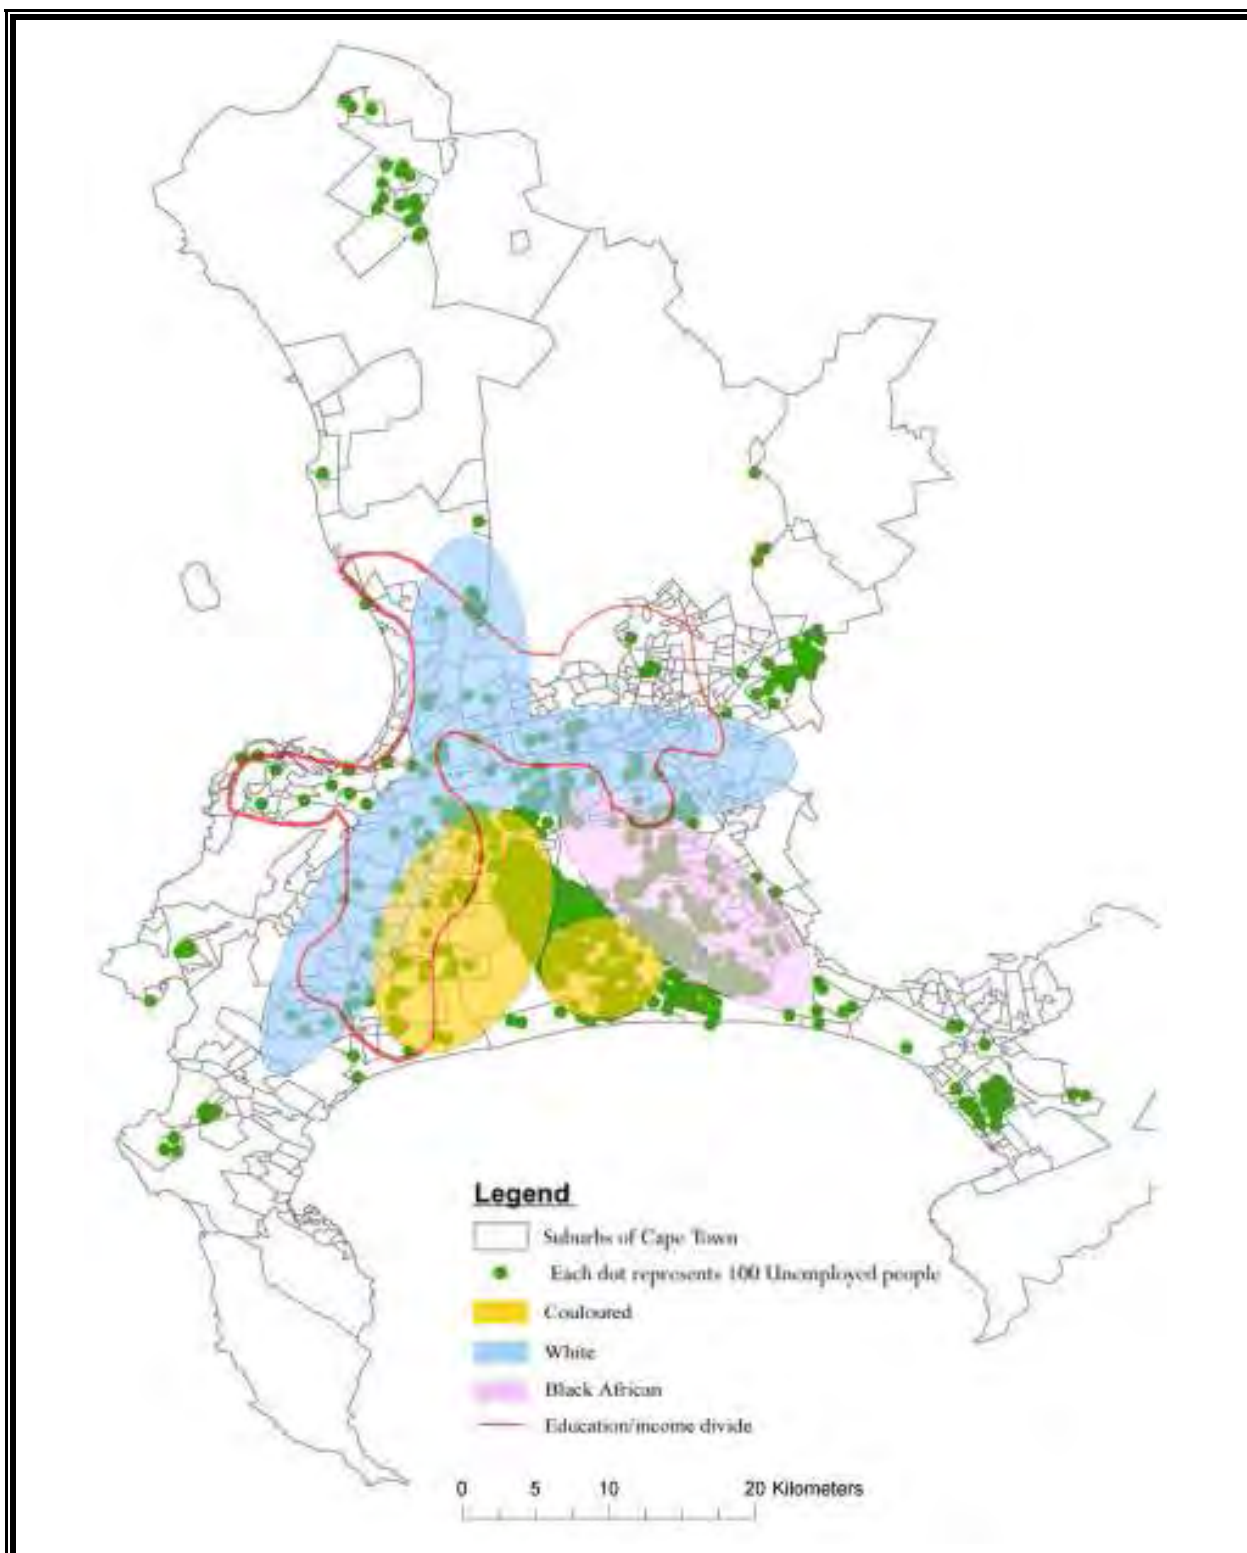 Legend
Suburbs of Cape Town
Each dot represents 100 Unemployed people
Couloured
White
Black African
Education/income divide
0 5 10 20 Kilometers